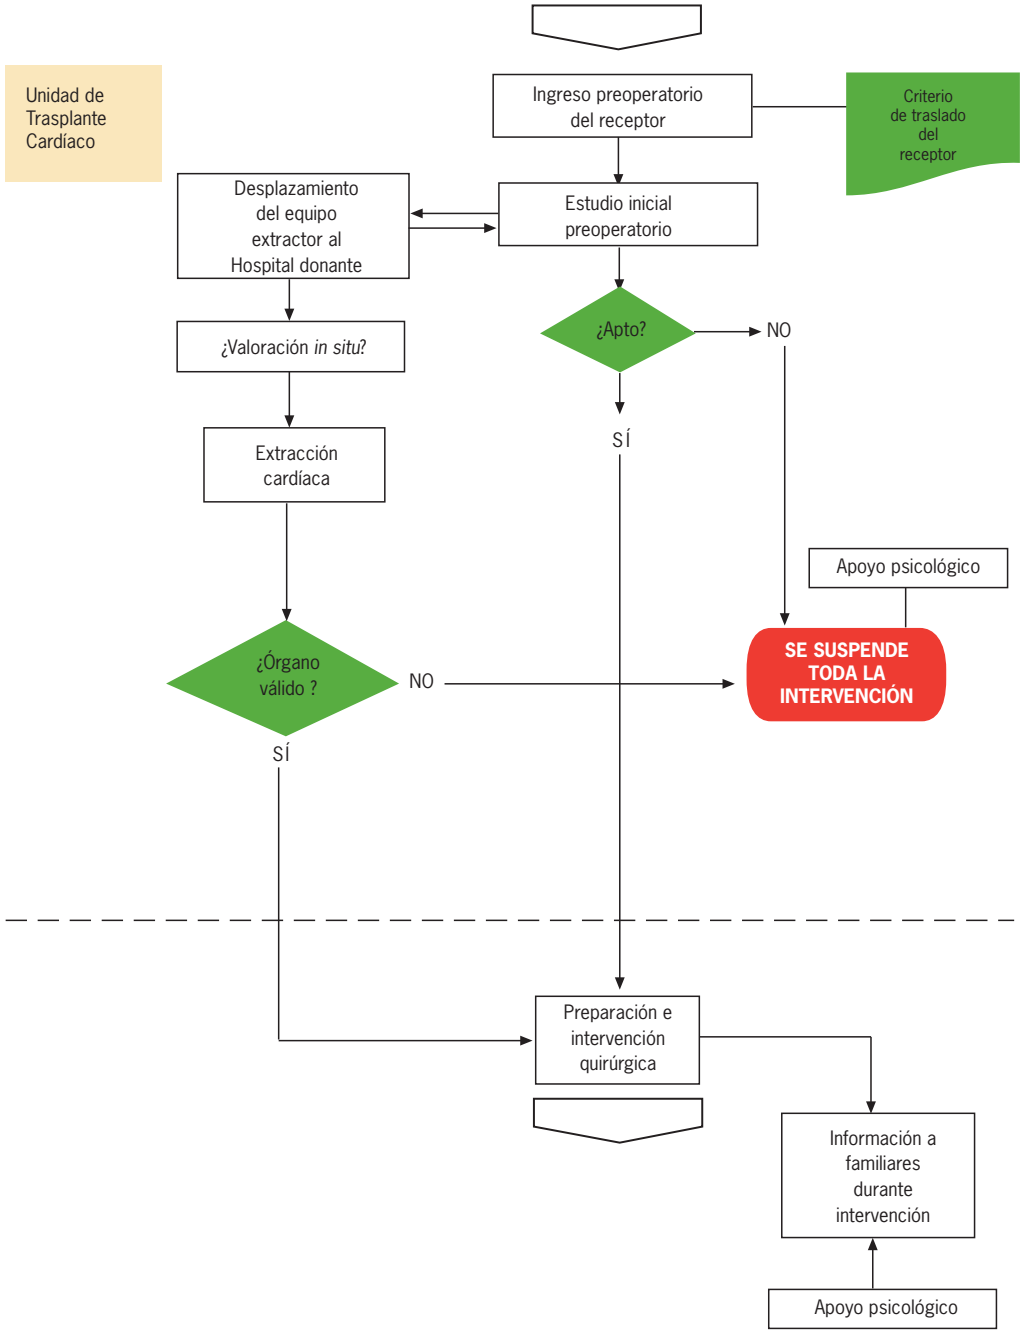 Unidad de
Trasplante
Cardíaco
Ingreso preoperatorio
del receptor
Criterio
de traslado
del
receptor
Desplazamiento
del equipo
extractor al
Hospital donante
Estudio inicial
preoperatorio
¿Apto?
NO
¿Valoración in situ?
SÍ
Extracción
cardíaca
Apoyo psicológico
SE SUSPENDE
TODA LA
INTERVENCIÓN
¿Órgano
válido ?
NO
SÍ
Preparación e
intervención
quirúrgica
Información a
familiares
durante
intervención
Apoyo psicológico